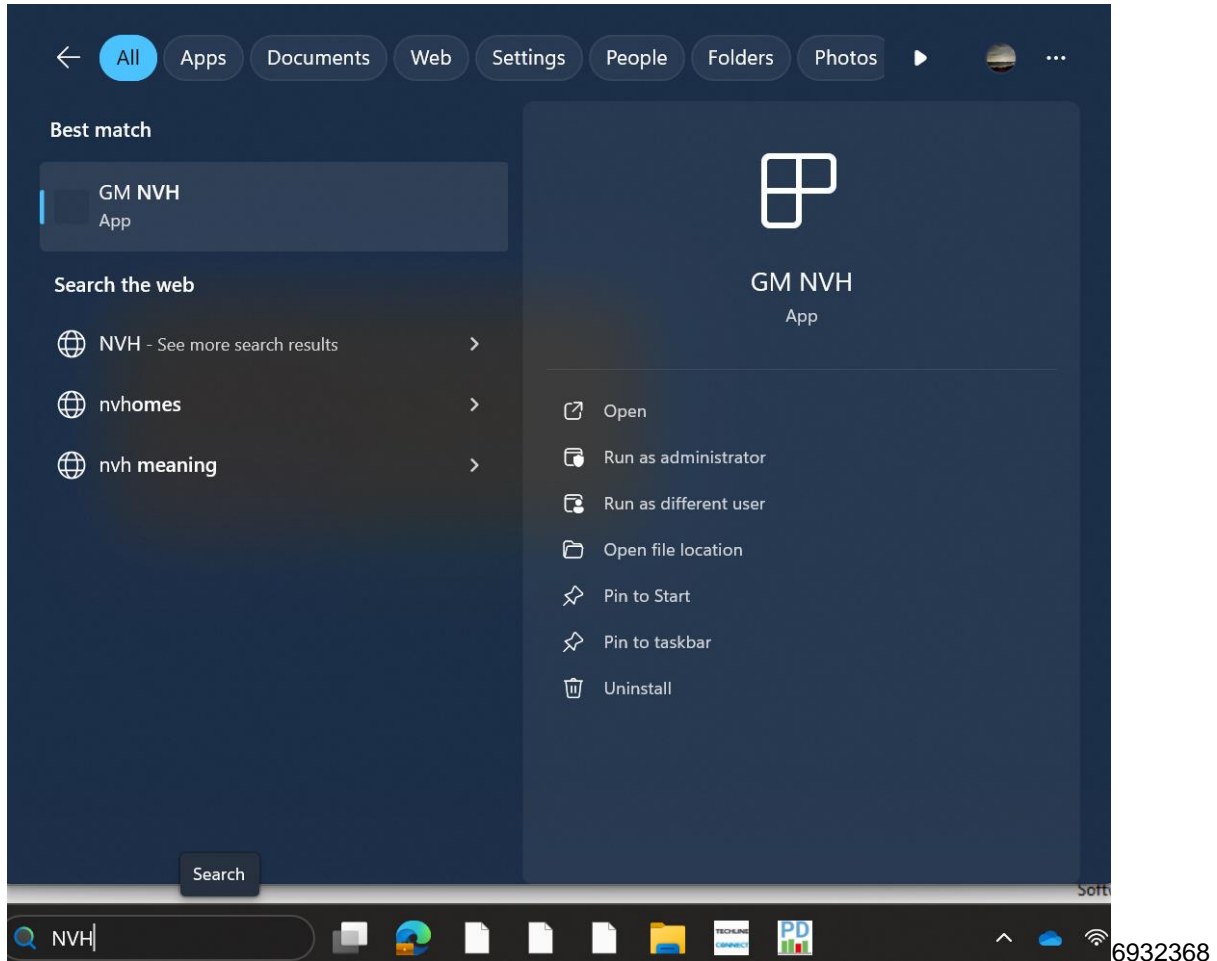 All Apps Documents Web Settings People Folders Photos
Best match
GM NVH
App
Search the web
NVH - See more search results
nvhomes
nvh meaning
GM NVH
App
Open
Run as administrator
Run as different user
Open file location
Pin to Start
Pin to taskbar
Uninstall
Search
NVH
TECHLINE
CONNECT
PD
6932368